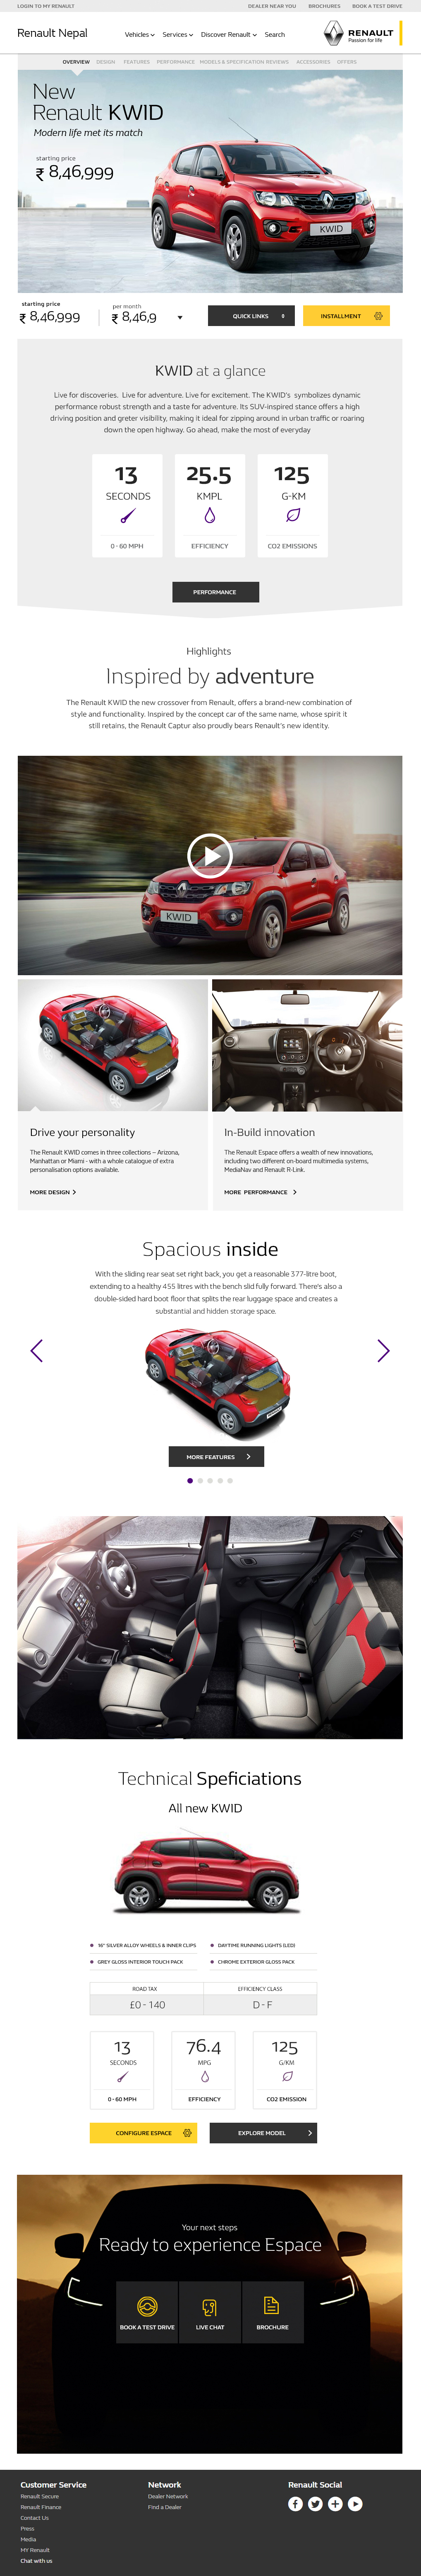 LOGIN TO MY RENAULT
DEALER NEAR YOU BROCHURES BOOK A TEST DRIVE
Renault Nepal
Vehicles Services Discover Renault Search
RENAULT
Passion for life
OVERVIEW DESIGN FEATURES PERFORMANCE MODELS & SPECIFICATION REVIEWS ACCESSORIES OFFERS
New
Renault KWID
Modern life met its match
starting price
₹ 8,46,999
KWID
starting price
₹ 8,46,999
per month
₹ 8,46,9
QUICK LINKS
INSTALLMENT
KWID at a glance
Live for discoveries. Live for adventure. Live for excitement. The KWID's symbolizes dynamic
performance robust strength and a taste for adventure. Its SUV-inspired stance offers a high
driving position and greter visibility, making it ideal for zipping around in urban traffic or roaring
down the open highway. Go ahead, make the most of everyday
13
SECONDS
0 - 60 MPH
25.5
KMPL
EFFICIENCY
125
G-KM
CO2 EMISSIONS
PERFORMANCE
Highlights
Inspired by adventure
The Renault KWID the new crossover from Renault, offers a brand-new combination of
style and functionality. Inspired by the concept car of the same name, whose spirit it
still retains, the Renault Captur also proudly bears Renault's new identity.
KWID
Drive your personality
The Renault KWID comes in three collections – Arizona,
Manhattan or Miami - with a whole catalogue of extra
personalisation options available.
MORE DESIGN
In-Build innovation
The Renault Espace offers a wealth of new innovations,
including two different on-board multimedia systems,
MediaNav and Renault R-Link.
MORE PERFORMANCE
Spacious inside
With the sliding rear seat set right back, you get a reasonable 377-litre boot,
extending to a healthy 455 litres with the bench slid fully forward. There's also a
double-sided hard boot floor that splits the rear luggage space and creates a
substantial and hidden storage space.
MORE FEATURES
Technical Speficiations
All new KWID
16" SILVER ALLOY WHEELS & INNER CLIPS
DAYTIME RUNNING LIGHTS (LED)
GREY GLOSS INTERIOR TOUCH PACK
CHROME EXTERIOR GLOSS PACK
ROAD TAX EFFICIENCY CLASS
£0 - 140 D - F
13
SECONDS
0 - 60 MPH
76.4
MPG
EFFICIENCY
125
G/KM
CO2 EMISSION
CONFIGURE ESPACE
EXPLORE MODEL
Your next steps
Ready to experience Espace
BOOK A TEST DRIVE
LIVE CHAT
BROCHURE
Customer Service
Renault Secure
Renault Finance
Contact Us
Press
Media
MY Renault
Chat with us
Network
Dealer Network
Find a Dealer
Renault Social